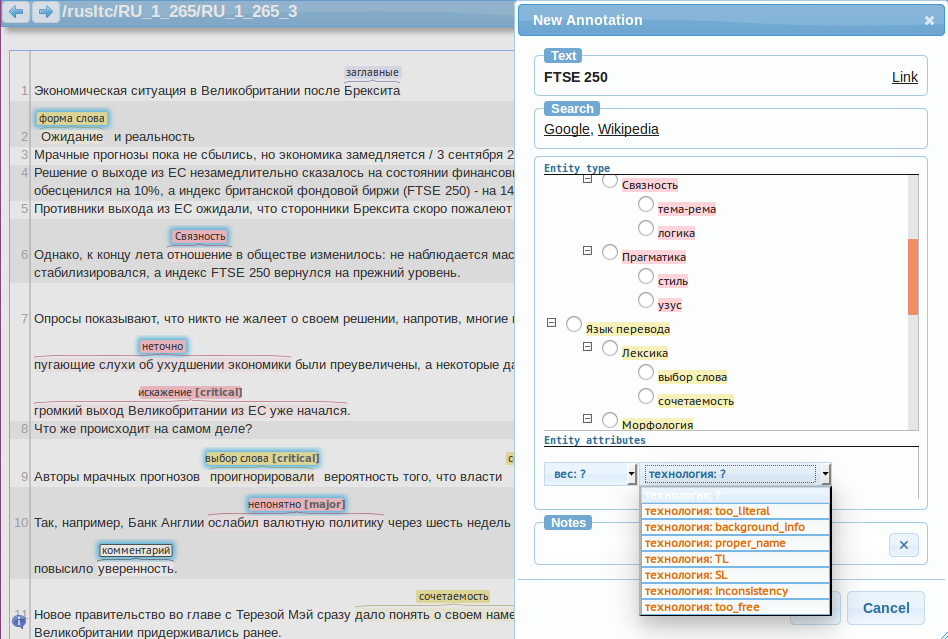 /rusltc/RU_1_265/RU_1_265_3
заглавные
1 Экономическая ситуация в Великобритании после Брексита
форма слова
2 Ожидание и реальность
3 Мрачные прогнозы пока не сбылись, но экономика замедляется / 3 сентября 2
4 Решение о выходе из ЕС незамедлительно сказалось на состоянии финансовы
обесценился на 10%, а индекс британской фондовой биржи (FTSE 250) - на 14
5 Противники выхода из ЕС ожидали, что сторонники Брексита скоро пожалеют
Связность
6 Однако, к концу лета отношение в обществе изменилось: не наблюдается мас
стабилизировался, а индекс FTSE 250 вернулся на прежний уровень.
7 Опросы показывают, что никто не жалеет о своем решении, напротив, многие
неточно
пугающие слухи об ухудшении экономики были преувеличены, а некоторые да
искажение [critical]
громкий выход Великобритании из ЕС уже начался.
8 Что же происходит на самом деле?
выбор слова [critical]
9 Авторы мрачных прогнозов проигнорировали вероятность того, что власти
непонятно [major]
10 Так, например, Банк Англии ослабил валютную политику через шесть недель
комментарий
повысило уверенность.
сочетаемость
11 Новое правительство во главе с Терезой Мэй сразу дало понять о своем наме
Великобритании придерживались ранее.
New Annotation
Text
FTSE 250 Link
Search
Google, Wikipedia
Entity type
Связность
тема-рема
логика
Прагматика
стиль
узус
Язык перевода
Лексика
выбор слова
сочетаемость
Морфология
Entity attributes
вес: ? технология: ?
технология: ?
технология: too_literal
технология: background_info
технология: proper_name
технология: TL
технология: SL
технология: inconsistency
технология: too_free
Notes
Cancel